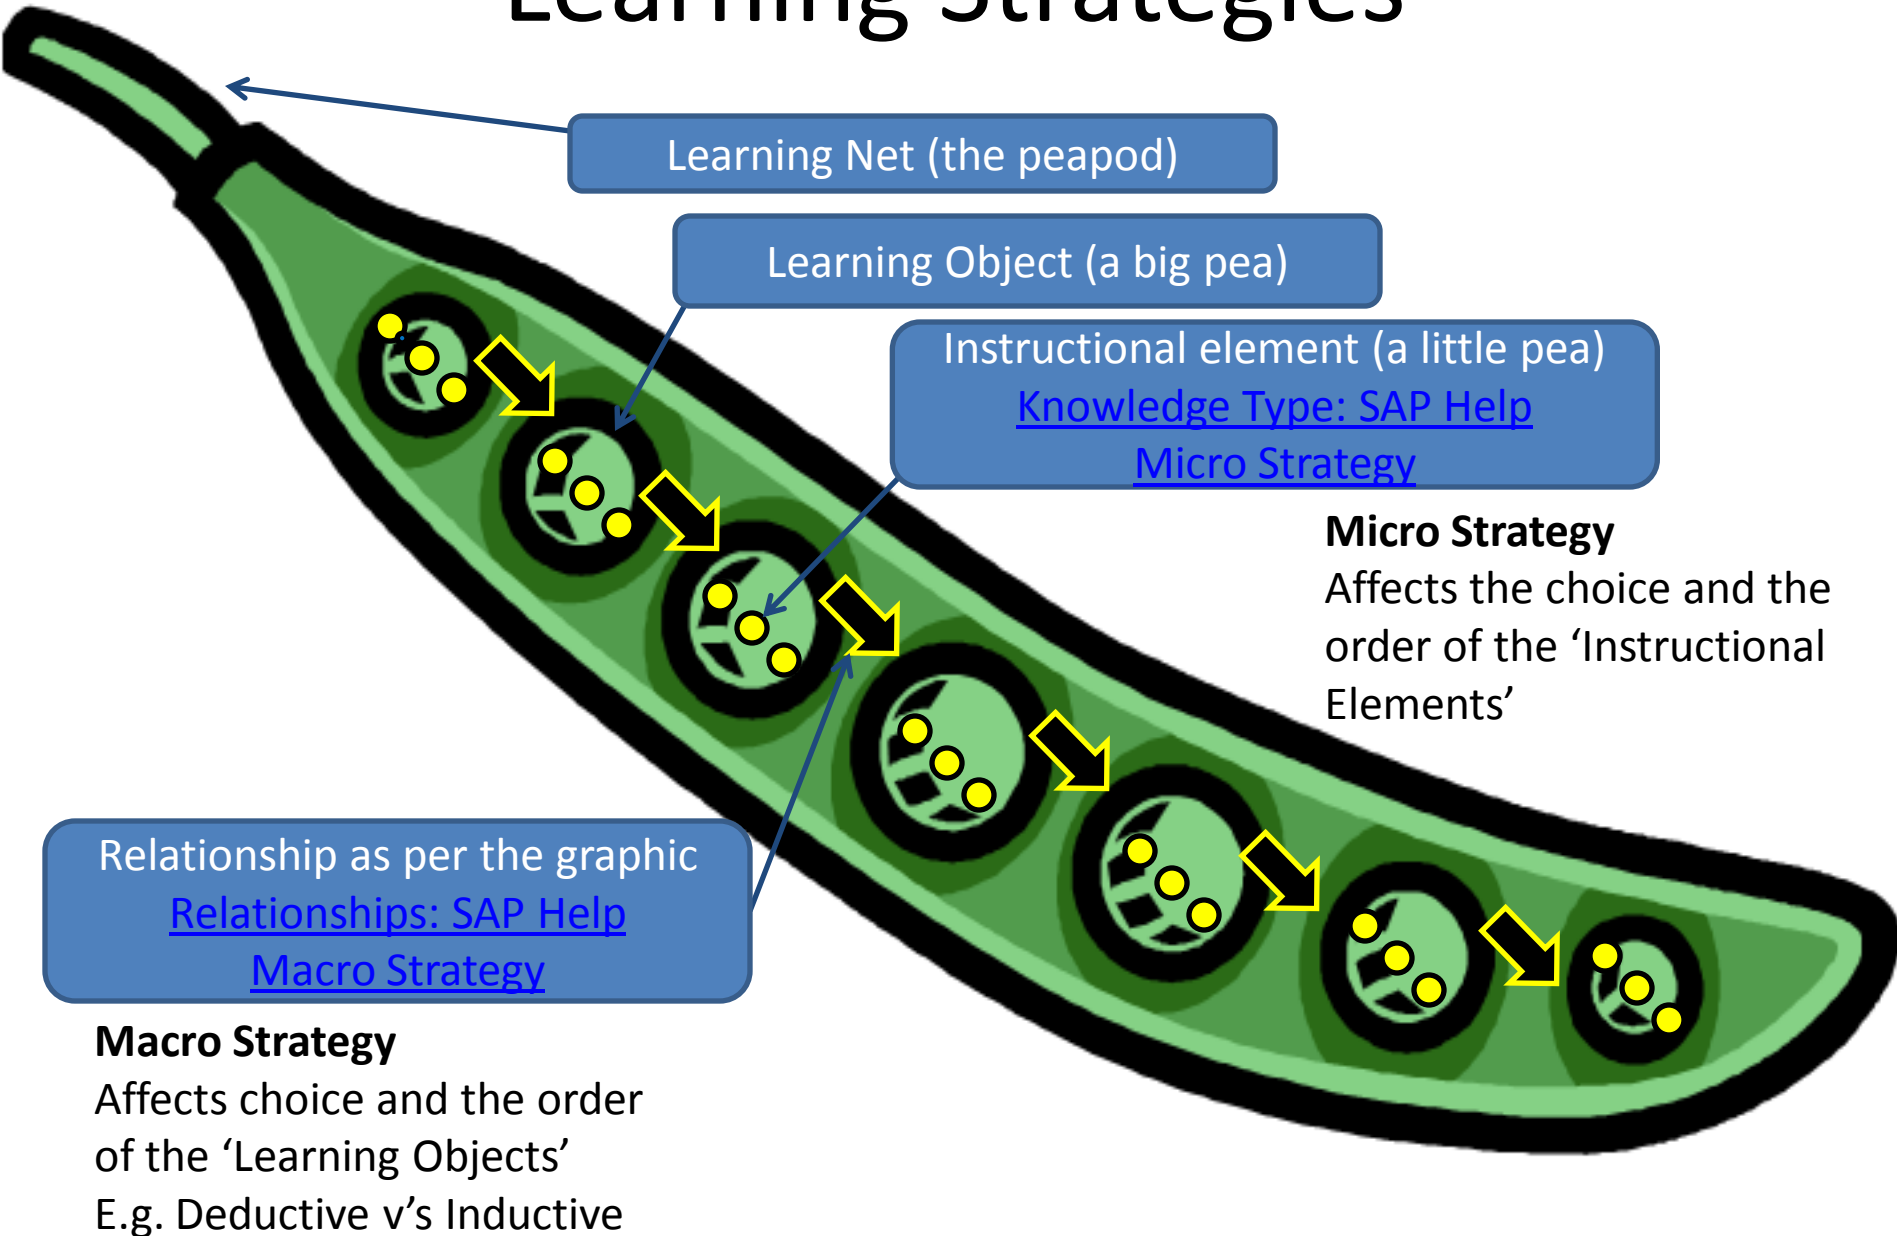 Learning Strategies
Learning Net (the peapod)
Learning Object (a big pea)
Instructional element (a little pea)
Knowledge Type: SAP Help
Micro Strategy
Micro Strategy
Affects the choice and the
order of the ‘Instructional
Elements’
Relationship as per the graphic
Relationships: SAP Help
Macro Strategy
Macro Strategy
Affects choice and the order
of the ‘Learning Objects’
E.g. Deductive v’s Inductive